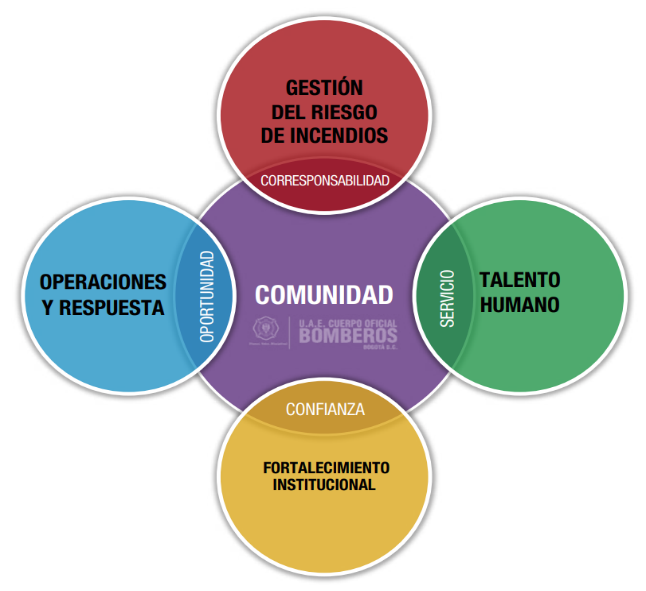 GESTIÓN
DEL RIESGO
DE INCENDIOS
CORRESPONSABILIDAD
OPERACIONES
Y RESPUESTA
OPORTUNIDAD
COMUNIDAD
U.A.E. CUERPO OFICIAL
BOMBEROS
BOGOTÁ D.C.
SERVICIO
TALENTO
HUMANO
CONFIANZA
FORTALECIMIENTO
INSTITUCIONAL